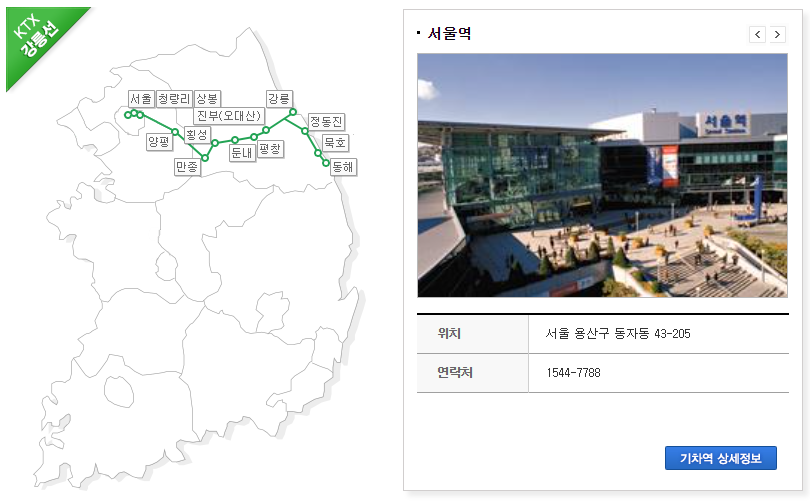 KTX
강릉선
서울 청량리 상봉
강릉
진부(오대산)
정동진
양평
횡성
묵호
만종
둔내
평창
동해
서울역
서울역
Seoul Station
위치
서울 용산구 동자동 43-205
연락처
1544-7788
기차역 상세정보